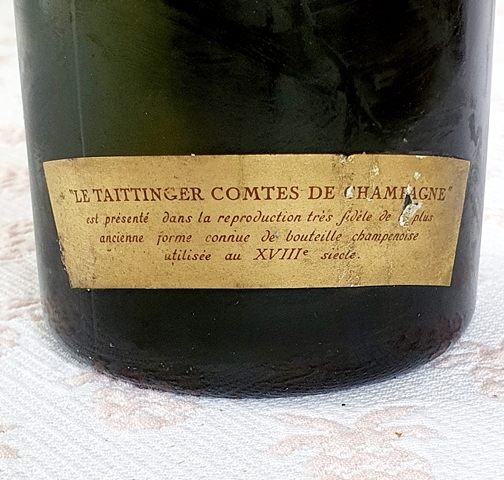 "LE TAITTINGER COMTES DE CHAMPAGNE"
est présenté dans la reproduction très fidèle de plus
ancienne forme connue de bouteille champenoise
utilisée au XVIIIe siècle.